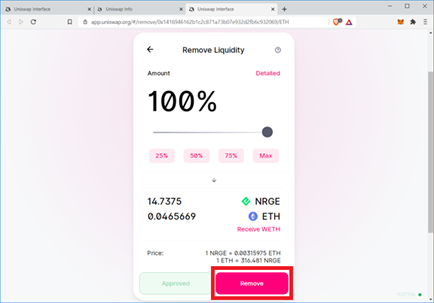 Uniswap Interface
Uniswap Info
Uniswap Interface
app.uniswap.org/#/remove/0x1416946162b1c2c871a73b07e932d2fb6c932069/ETH
Remove Liquidity
Amount
Detailed
100%
25% 50% 75% Max
14.7375 NRGE
0.0465669 ETH
Receive WETH
Price: 1 NRGE = 0.00315975 ETH
1 ETH = 316.481 NRGE
Approved Remove